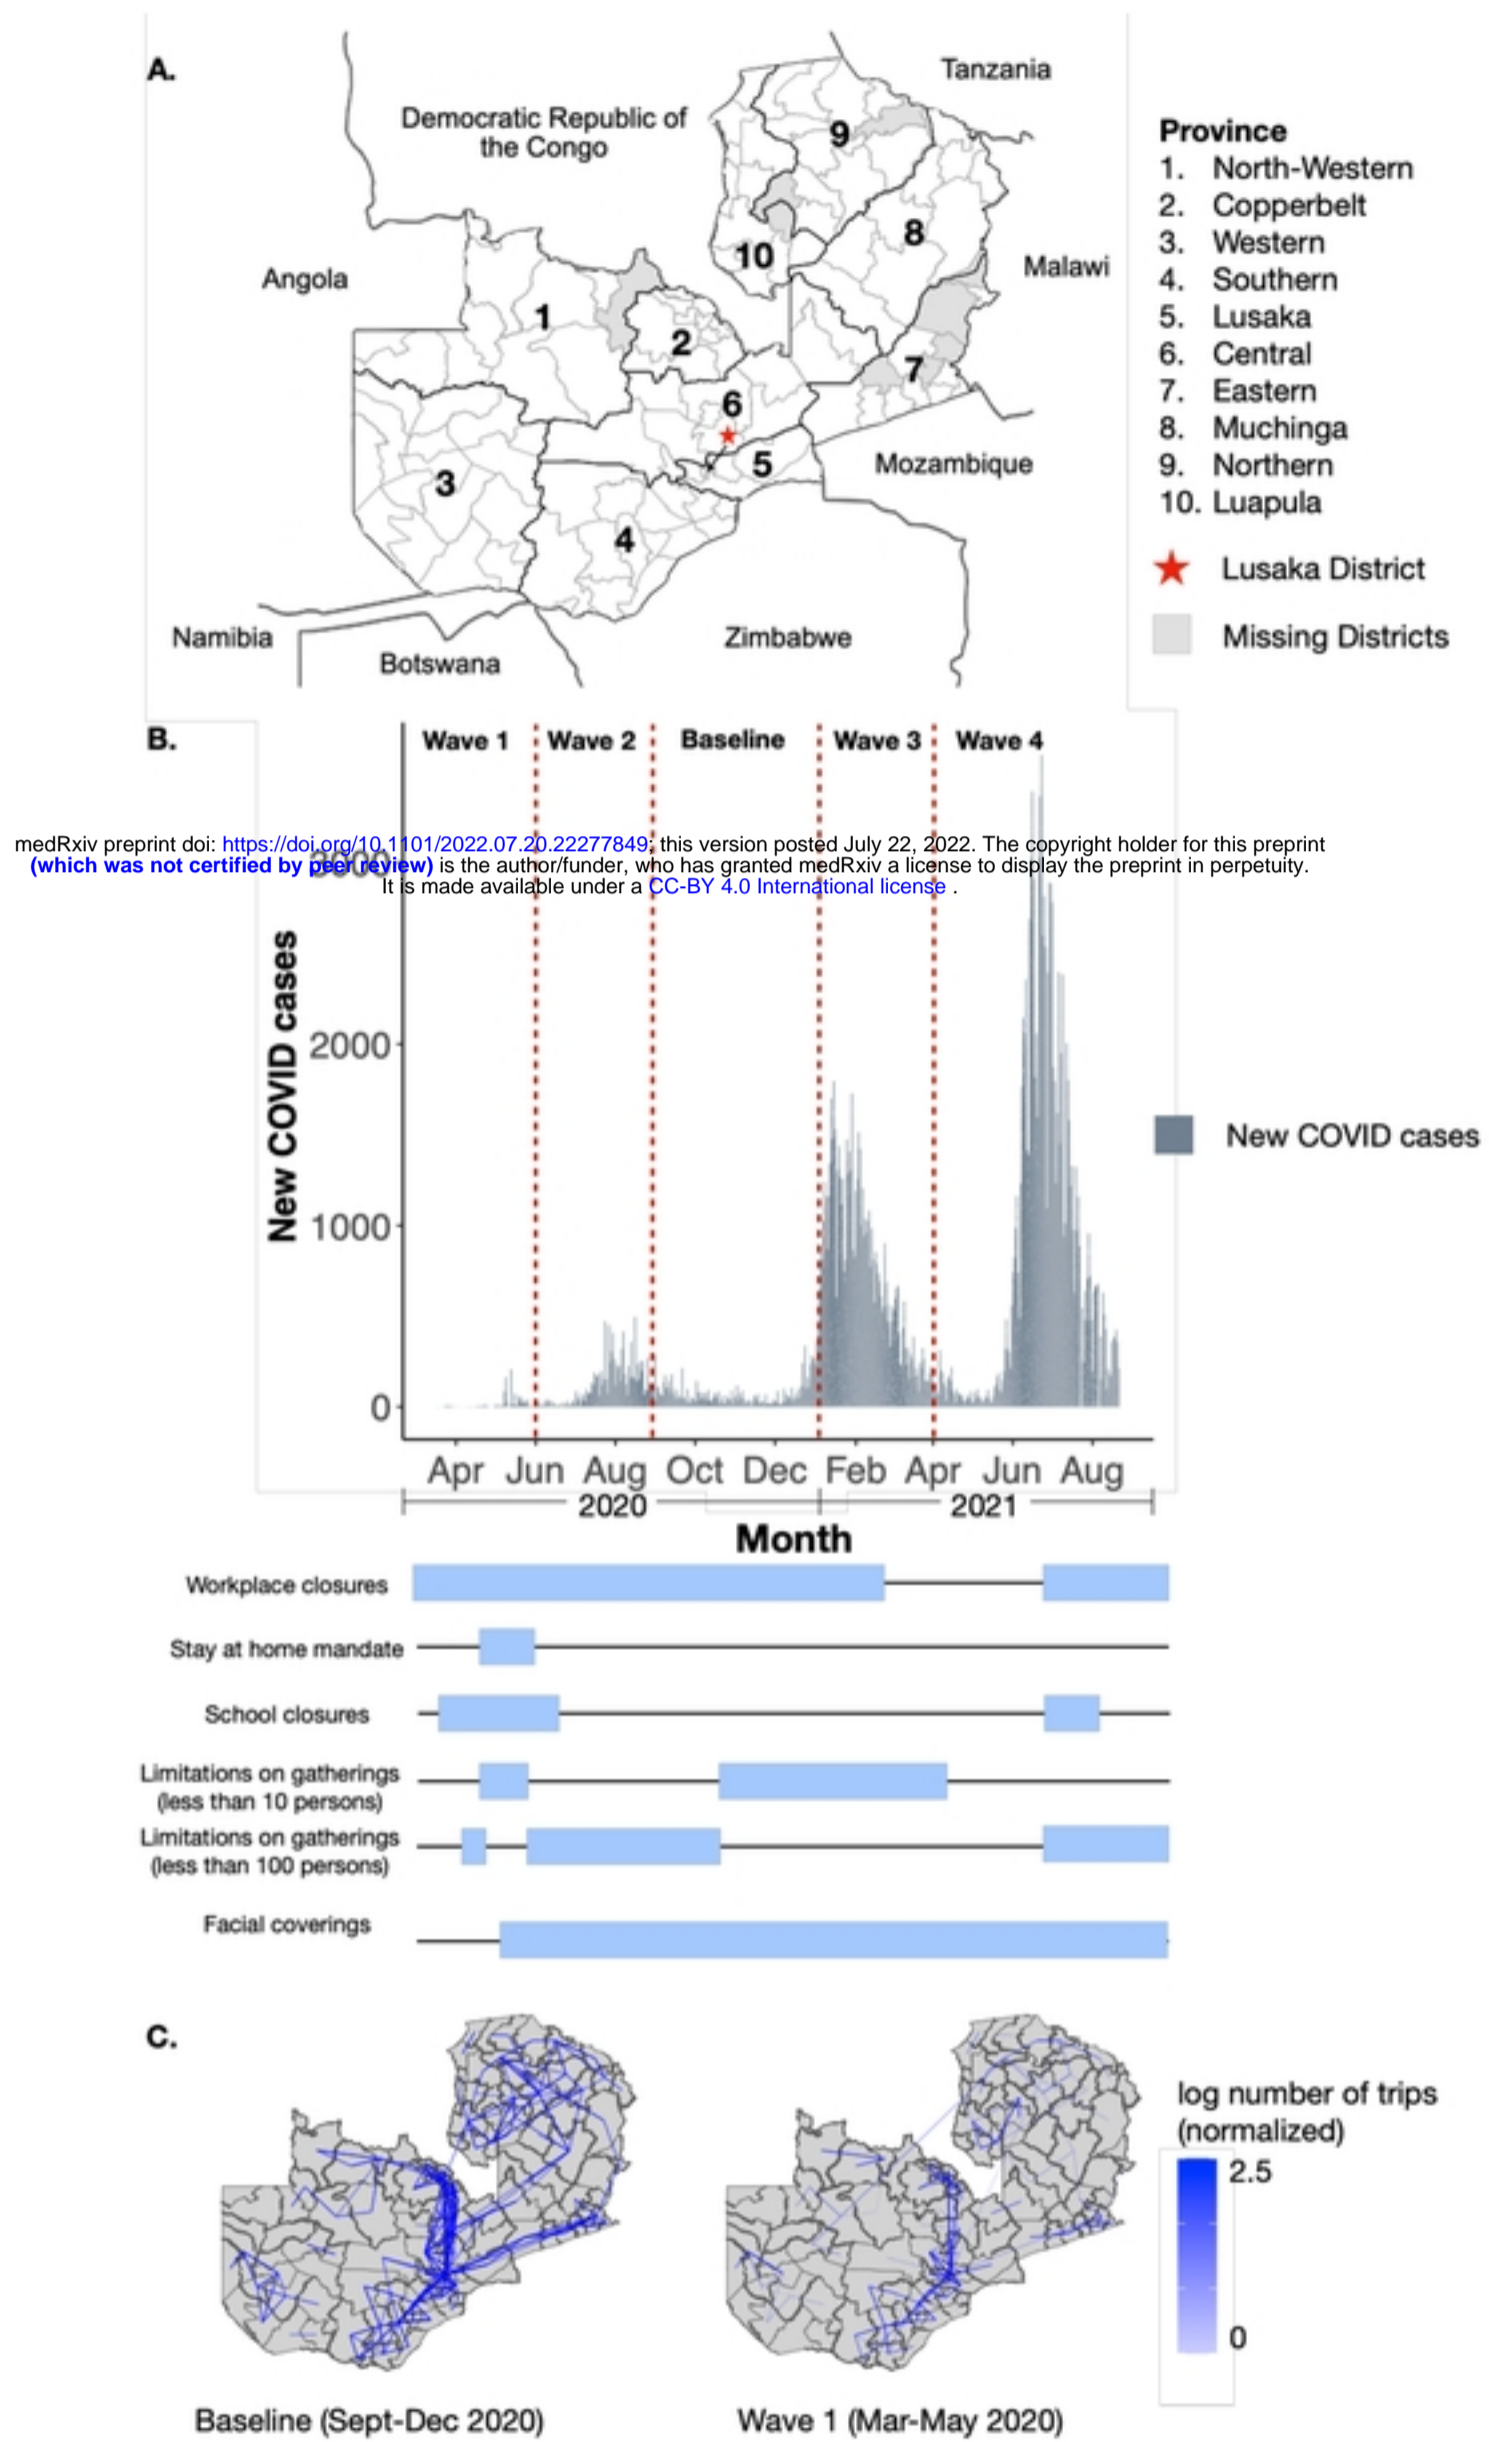 A.
Tanzania
Democratic Republic of
the Congo
Angola
Malawi
Mozambique
Namibia
Botswana
Zimbabwe
9
8
10
1
2
7
6
5
3
4
Province
1. North-Western
2. Copperbelt
3. Western
4. Southern
5. Lusaka
6. Central
7. Eastern
8. Muchinga
9. Northern
10. Luapula
Lusaka District
Missing Districts
B.
Wave 1 Wave 2 Baseline Wave 3 Wave 4
medRxiv preprint doi: https://doi.org/10.1101/2022.07.20.22277849; this version posted July 22, 2022. The copyright holder for this preprint
(which was not certified by peer review) is the author/funder, who has granted medRxiv a license to display the preprint in perpetuity.
It is made available under a CC-BY 4.0 International license .
New COVID cases
3000
2000
1000
0
New COVID cases
Apr Jun Aug Oct Dec Feb Apr Jun Aug
2020 2021
Month
Workplace closures
Stay at home mandate
School closures
Limitations on gatherings
(less than 10 persons)
Limitations on gatherings
(less than 100 persons)
Facial coverings
C.
log number of trips
(normalized)
2.5
0
Baseline (Sept-Dec 2020)
Wave 1 (Mar-May 2020)